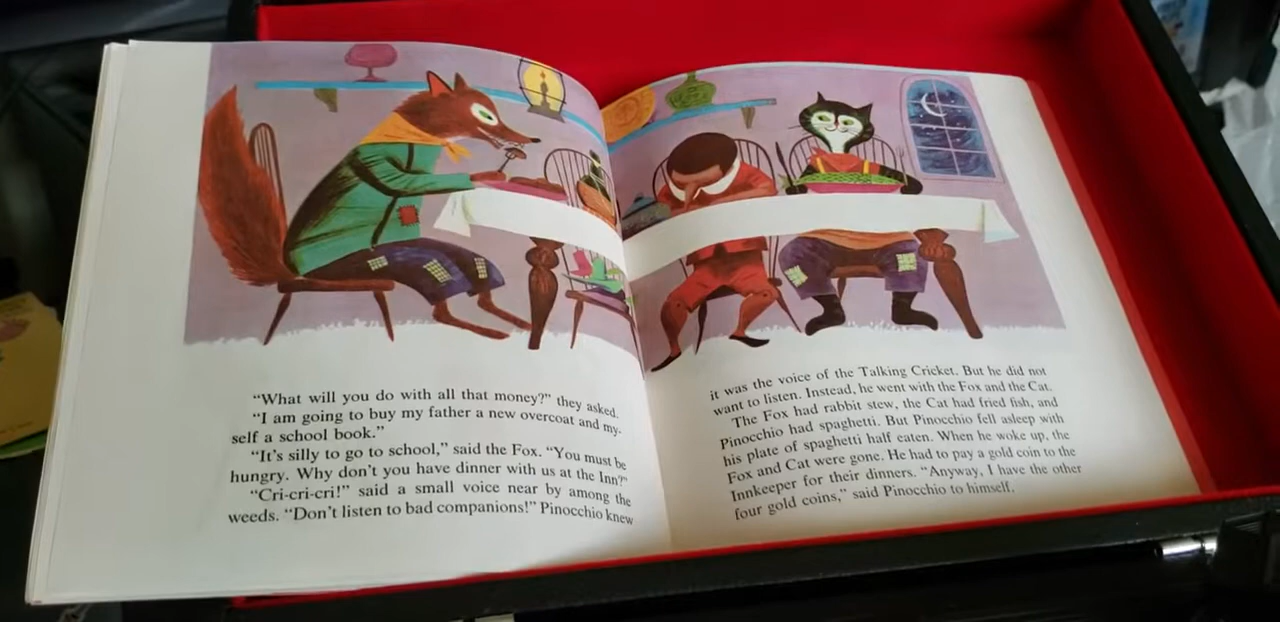 “What will you do with all that money?” they asked.
“I am going to buy my father a new overcoat and my-
self a school book.”
“It’s silly to go to school,” said the Fox. “You must be
hungry. Why don’t you have dinner with us at the Inn?”
“Cri-cri-cri!” said a small voice near by among the
weeds. “Don’t listen to bad companions!” Pinocchio knew
it was the voice of the Talking Cricket. But he did not
want to listen. Instead, he went with the Fox and the Cat.
The Fox had rabbit stew, the Cat had fried fish, and
Pinocchio had spaghetti. But Pinocchio fell asleep with
his plate of spaghetti half eaten. When he woke up, the
Fox and Cat were gone. He had to pay a gold coin to the
Innkeeper for their dinners. “Anyway, I have the other
four gold coins,” said Pinocchio to himself.